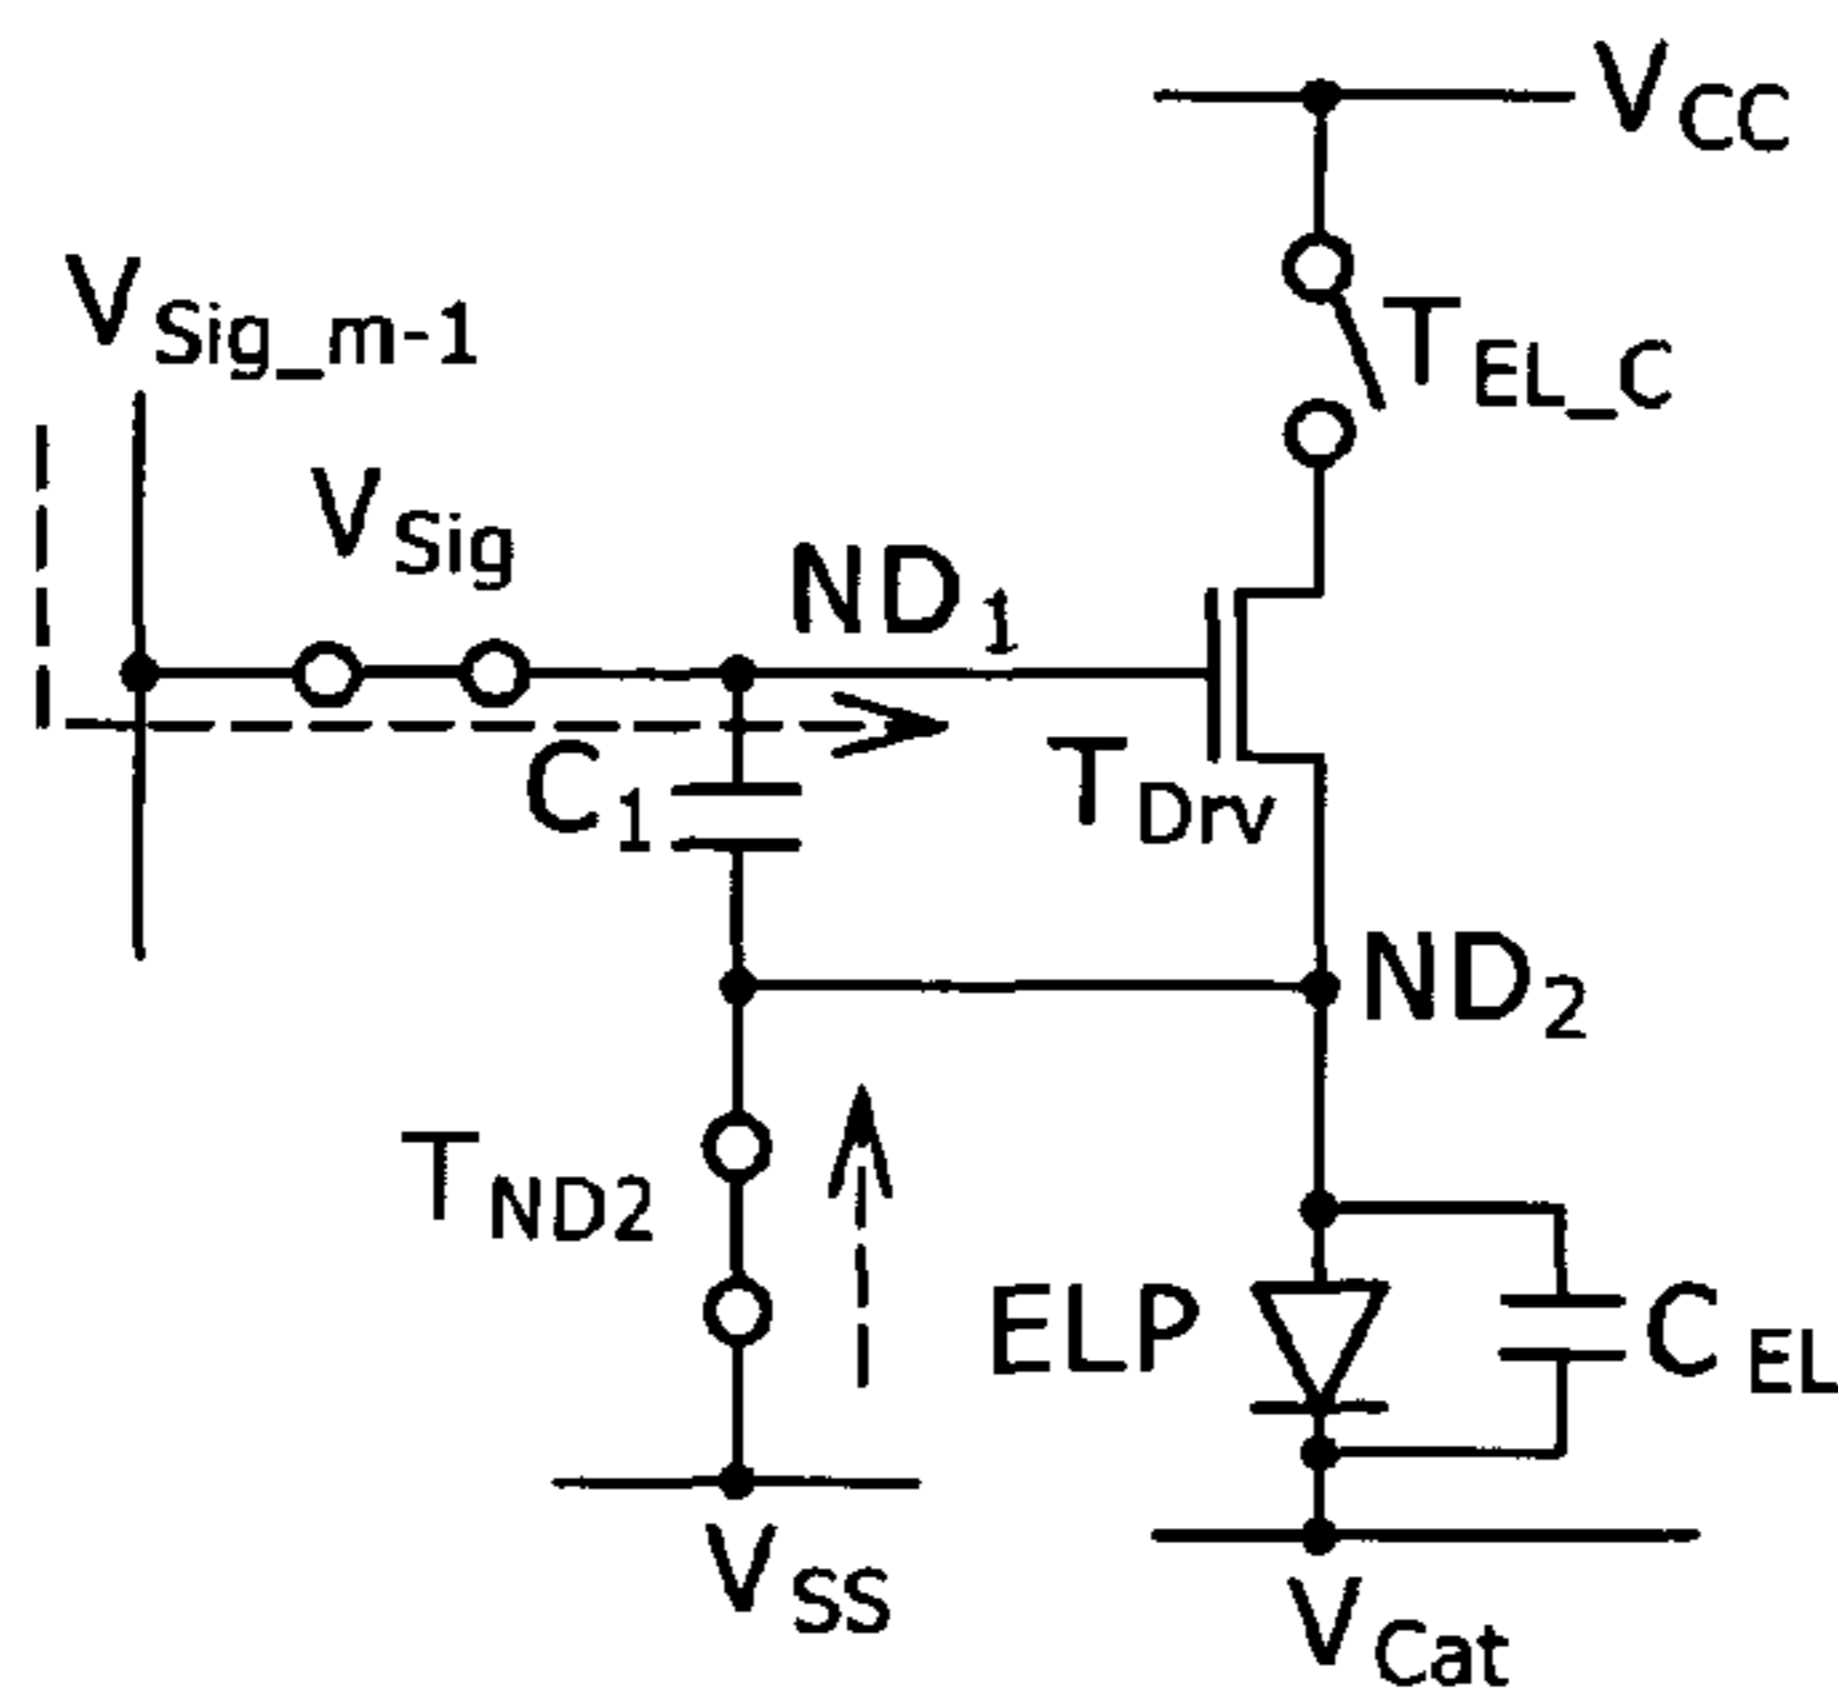 VCC
VSig_m-1
TEL_C
VSig
ND1
C1
TDrv
ND2
TND2
ELP
CEL
VSS
VCat